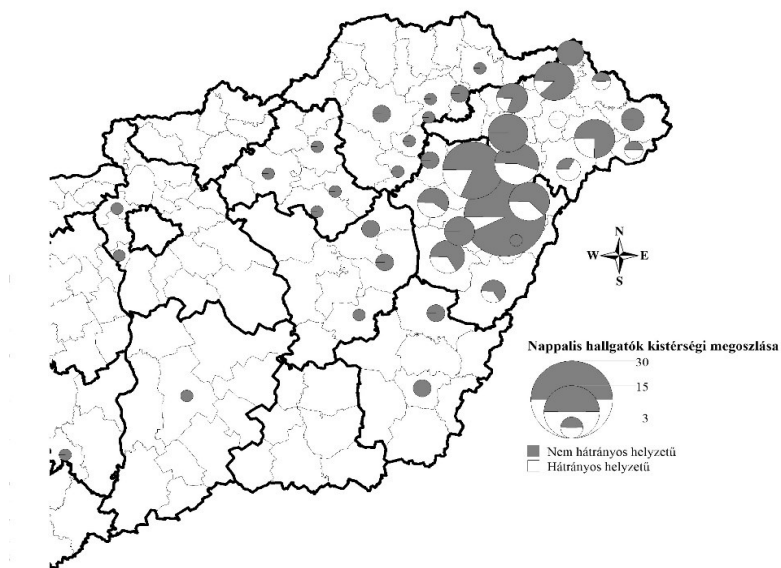 N
W E
S
Nappalis hallgatók kistérségi megoszlása
30
15
3
Nem hátrányos helyzetű
Hátrányos helyzetű